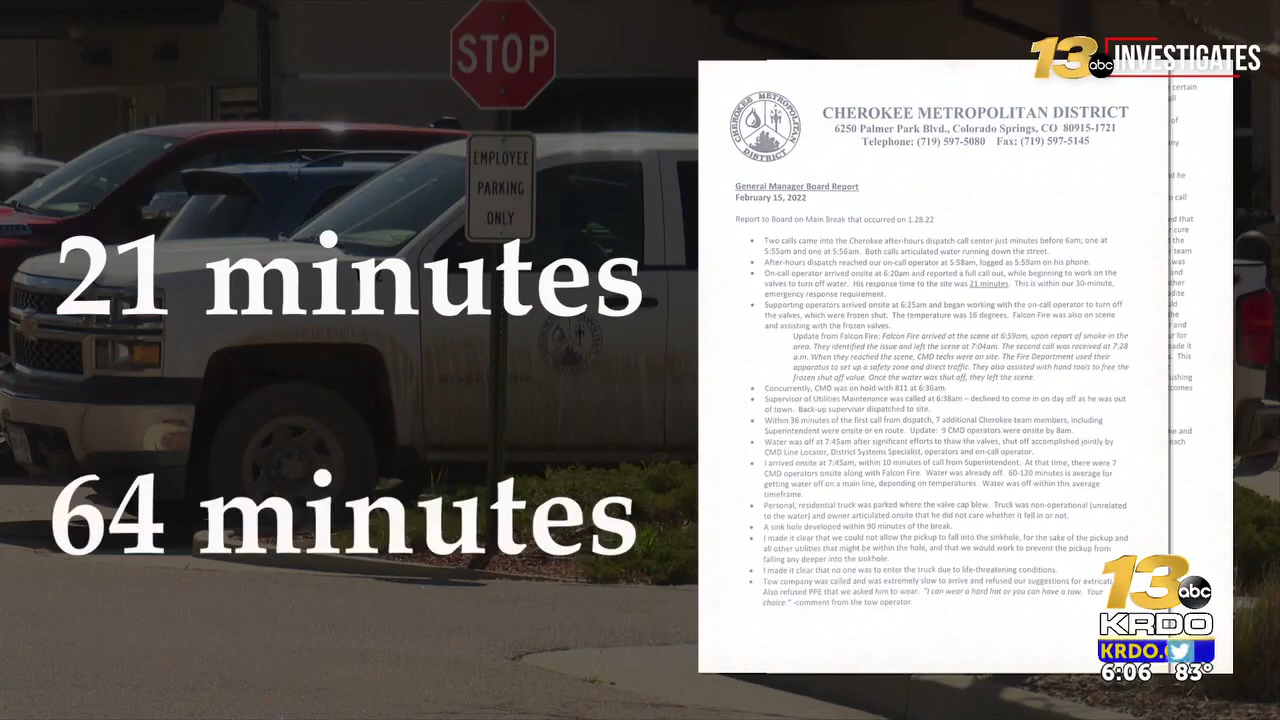 STOP
EMPLOYEE
PARKING
ONLY
21 minutes
64 minutes
13 abc INVESTIGATES
CHEROKEE METROPOLITAN DISTRICT
CHEROKEE METROPOLITAN DISTRICT
6250 Palmer Park Blvd., Colorado Springs, CO 80915-1721
Telephone: (719) 597-5080 Fax: (719) 597-5145
General Manager Board Report
February 15, 2022
Report to Board on Main Break that occurred on 1.28.22
• Two calls came into the Cherokee after-hours dispatch call center just minutes before 6am; one at
5:55am and one at 5:56am. Both calls articulated water running down the street.
• After-hours dispatch reached our on-call operator at 5:58am, logged as 5:59am on his phone.
• On-call operator arrived onsite at 6:20am and reported a full call out, while beginning to work on the
valves to turn off water. His response time to the site was 21 minutes. This is within our 30-minute,
emergency response requirement.
• Supporting operators arrived onsite at 6:25am and began working with the on-call operator to turn off
the valves, which were frozen shut. The temperature was 16 degrees. Falcon Fire was also on scene
and assisting with the frozen valves.
Update from Falcon Fire: Falcon Fire arrived at the scene at 6:59am, upon report of smoke in the
area. They identified the issue and left the scene at 7:04am. The second call was received at 7:28
a.m. When they reached the scene, CMD techs were on site. The Fire Department used their
apparatus to set up a safety zone and direct traffic. They also assisted with hand tools to free the
frozen shut off value. Once the water was shut off, they left the scene.
• Concurrently, CMD was on hold with 811 at 6:36am.
• Supervisor of Utilities Maintenance was called at 6:38am – declined to come in on day off as he was out
of town. Back-up supervisor dispatched to site.
• Within 36 minutes of the first call from dispatch, 7 additional Cherokee team members, including
Superintendent were onsite or en route. Update: 9 CMD operators were onsite by 8am.
• Water was off at 7:45am after significant efforts to thaw the valves, shut off accomplished jointly by
CMD Line Locator, District Systems Specialist, operators and on-call operator.
• I arrived onsite at 7:45am, within 10 minutes of call from Superintendent. At that time, there were 7
CMD operators onsite along with Falcon Fire. Water was already off. 60-120 minutes is average for
getting water off on a main line, depending on temperatures. Water was off within this average
timeframe.
• Personal, residential truck was parked where the valve cap blew. Truck was non-operational (unrelated
to the water) and owner articulated onsite that he did not care whether it fell in or not.
• A sink hole developed within 90 minutes of the break.
• I made it clear that we could not allow the pickup to fall into the sinkhole, for the sake of the pickup and
all other utilities that might be within the hole, and that we would work to prevent the pickup from
falling any deeper into the sinkhole.
• I made it clear that no one was to enter the truck due to life-threatening conditions.
• Tow company was called and was extremely slow to arrive and refused our suggestions for extricati
Also refused PPE that we asked him to wear. "I can wear a hard hat or you can have a tow. Your
choice." -comment from the tow operator.
certain
of
call
that
cure
the
team
was
and
for
made it
This
and
each
13 abc
KRDO
KRDO.
6:06 83°